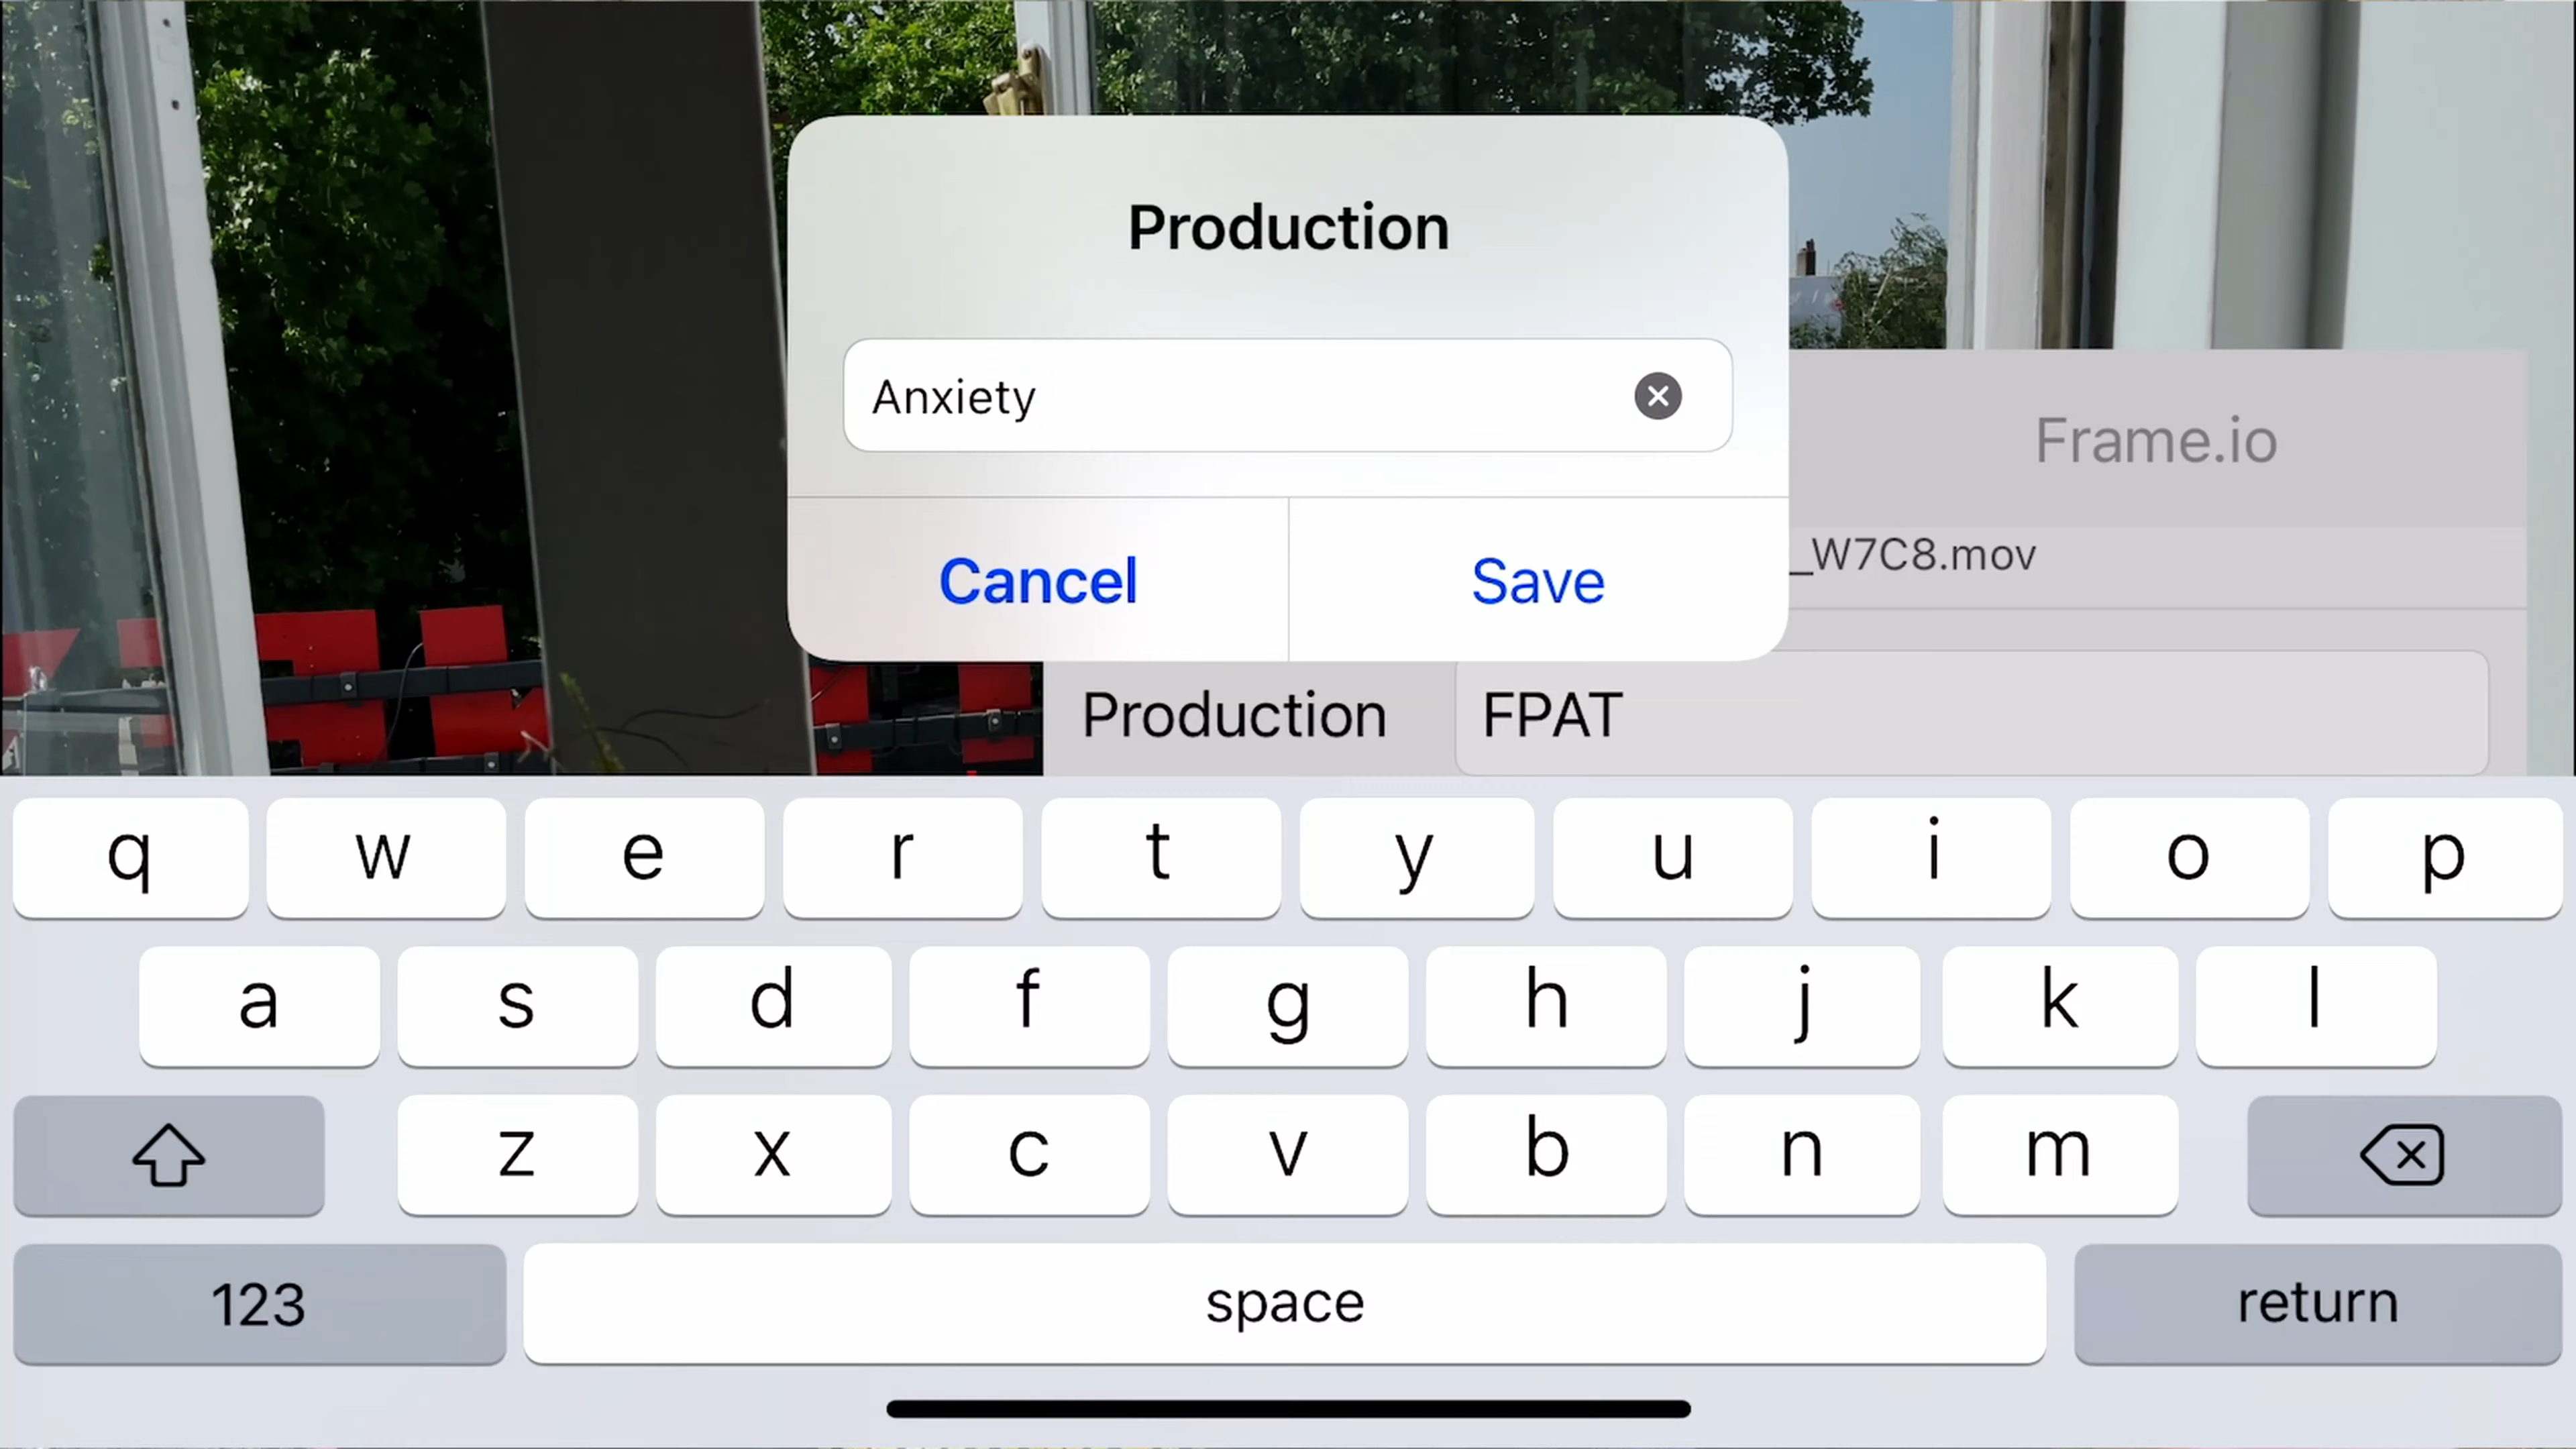 Production
Anxiety
Frame.io
Cancel
Save
_W7C8.mov
Production
FPAT
q w e r t y u i o p
a s d f g h j k l
z x c v b n m
123
space
return